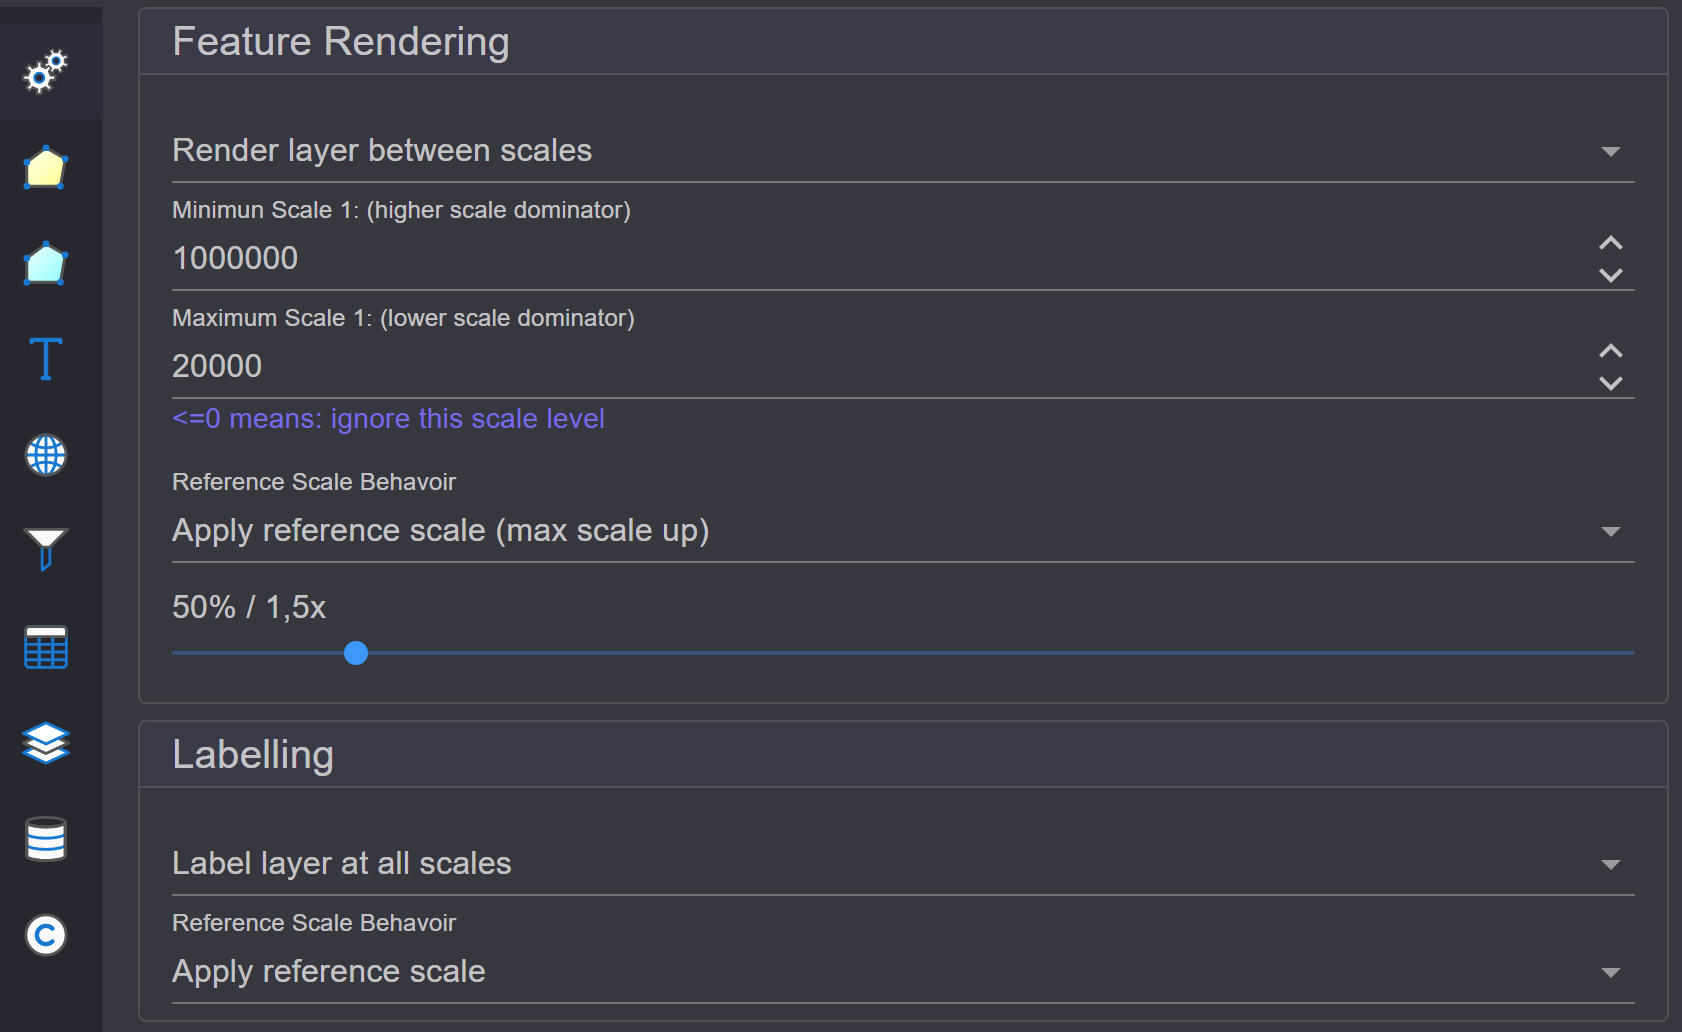 Feature Rendering
Render layer between scales
Minimun Scale 1: (higher scale dominator)
1000000
Maximum Scale 1: (lower scale dominator)
20000
<=0 means: ignore this scale level
Reference Scale Behavoir
Apply reference scale (max scale up)
50% / 1,5x
Labelling
Label layer at all scales
Reference Scale Behavoir
Apply reference scale
T
C